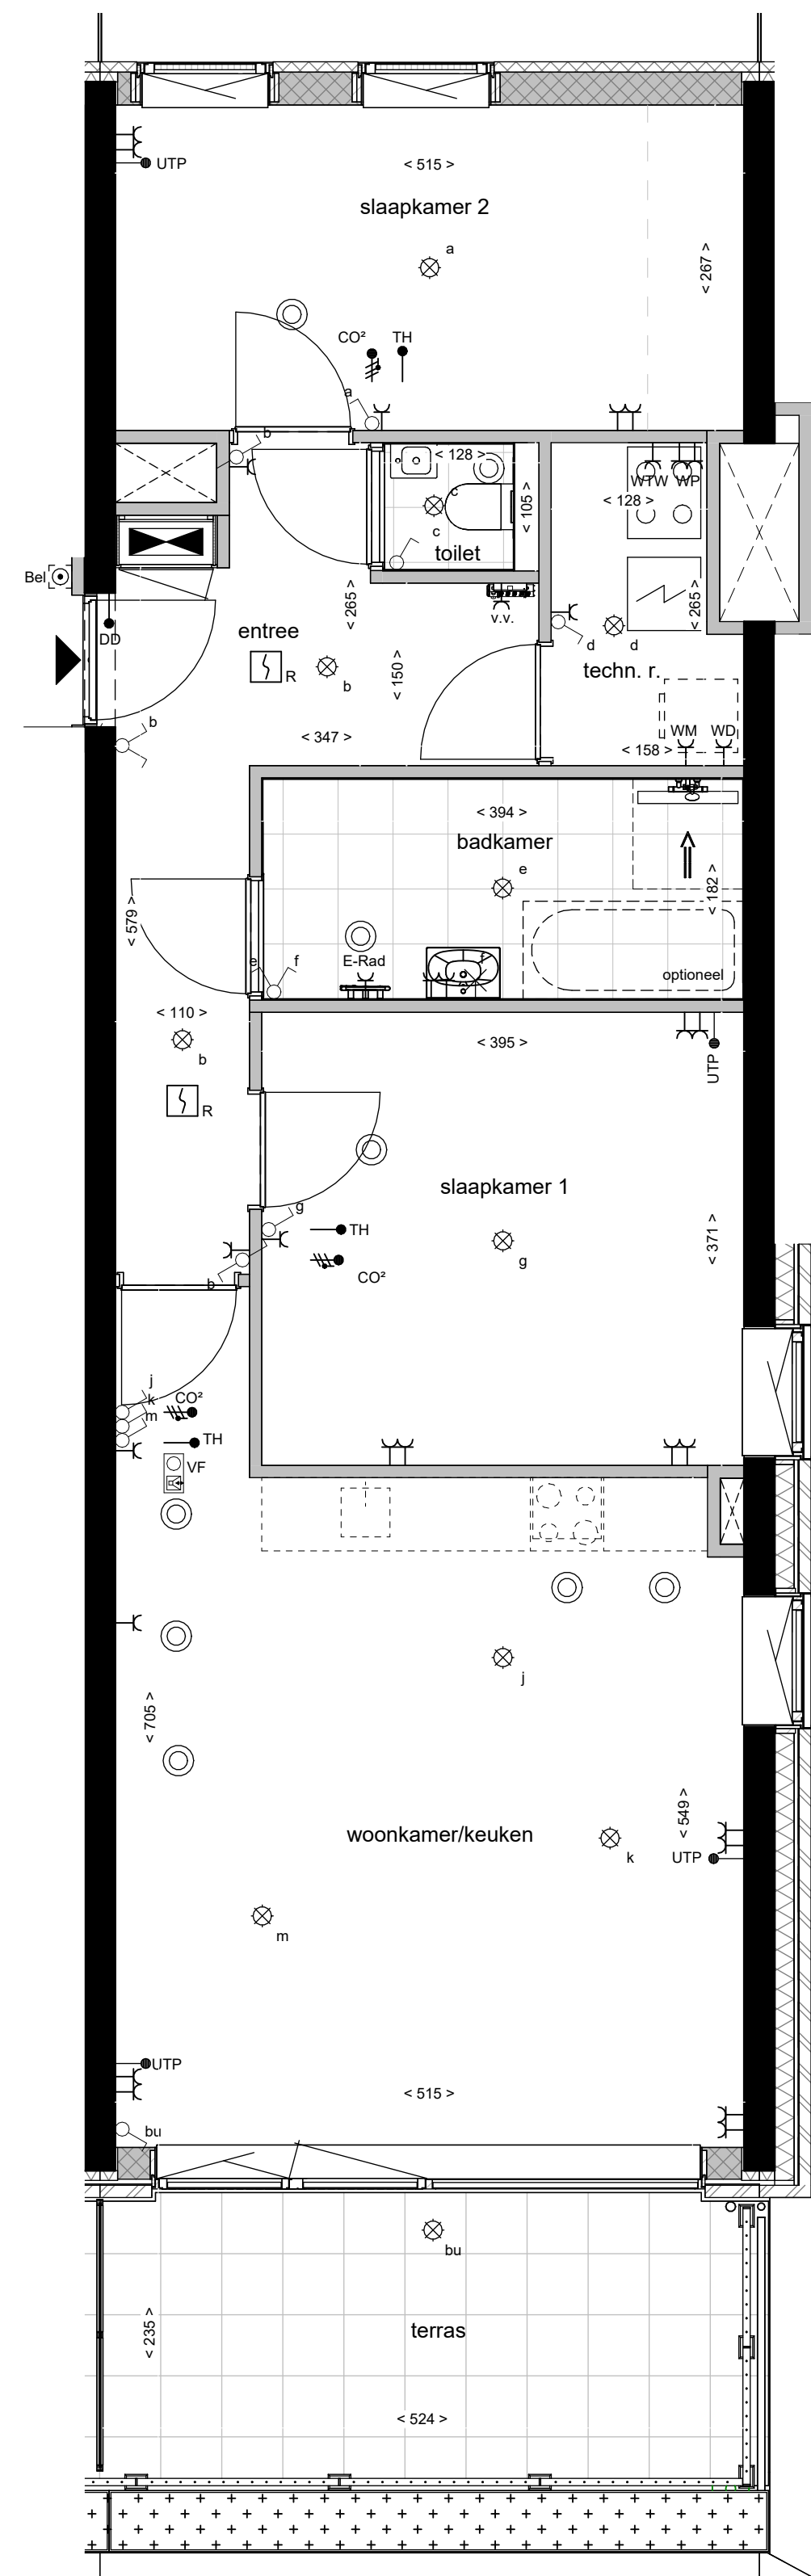 UTP
< 515 >
slaapkamer 2
a
< 267 >
CO²
TH
a
b
< 128 >
c
c
< 105 >
toilet
WTW
WP
< 128 >
Bel
DD
entree
< 265 >
v.v.
< 265 >
d
d
techn. r.
R
b
< 150 >
b
< 347 >
WM
WD
< 158 >
< 394 >
badkamer
e
< 182 >
< 579 >
e
f
E-Rad
f
optioneel
< 110 >
b
R
< 395 >
UTP
slaapkamer 1
g
TH
g
CO²
< 371 >
b
j
k
m
CO²
TH
VF
j
< 705 >
woonkamer/keuken
< 549 >
k
UTP
m
UTP
< 515 >
bu
bu
< 235 >
terras
< 524 >